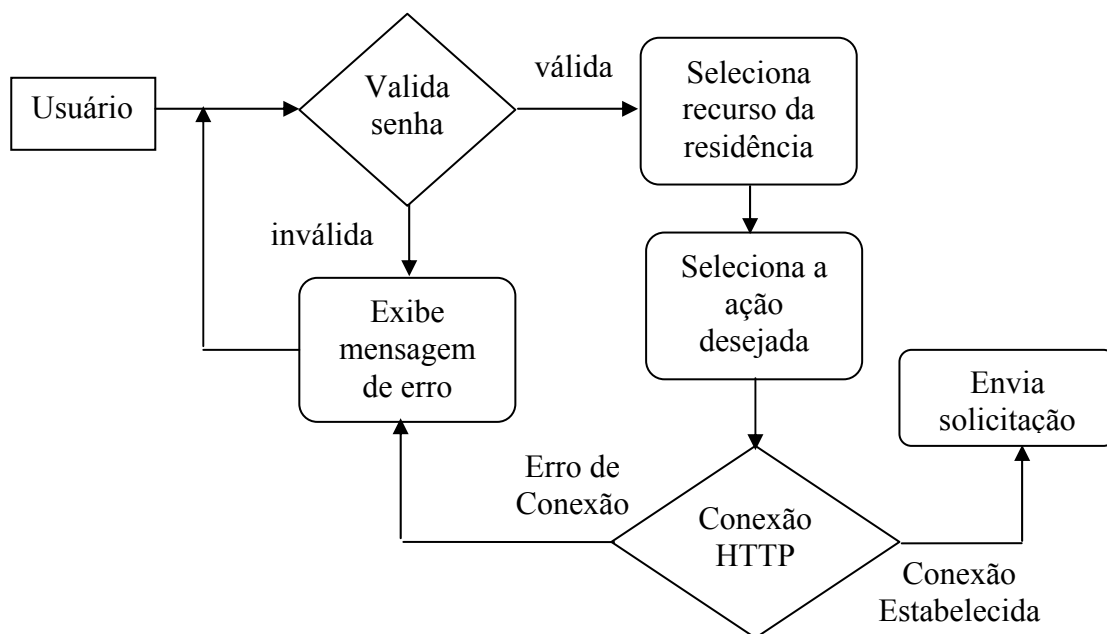 Usuário
Valida
senha
válida
Seleciona
recurso da
residência
inválida
Exibe
mensagem
de erro
Seleciona a
ação
desejada
Envia
solicitação
Erro de
Conexão
Conexão
HTTP
Conexão
Estabelecida